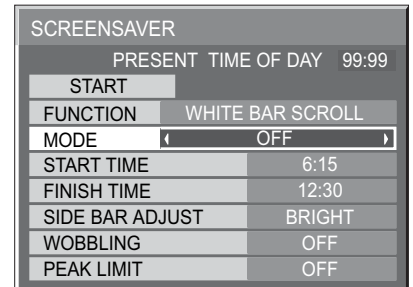 SCREENSAVER
PRESENT TIME OF DAY 99:99
START
FUNCTION WHITE BAR SCROLL
MODE OFF
START TIME 6:15
FINISH TIME 12:30
SIDE BAR ADJUST BRIGHT
WOBBLING OFF
PEAK LIMIT OFF